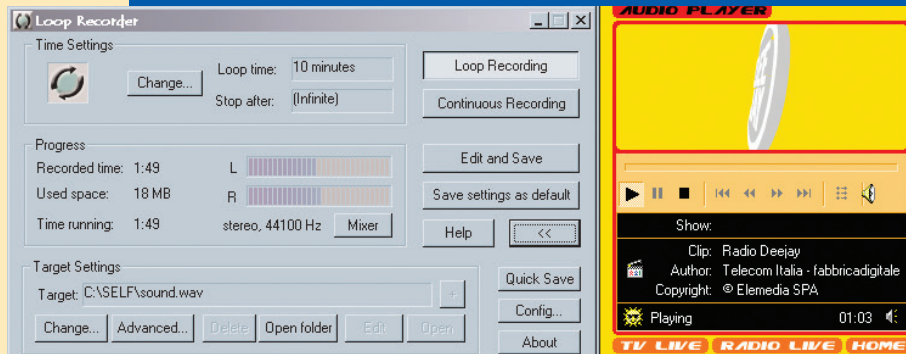 Loop Recorder
Time Settings
Change...
Loop time: 10 minutes
Stop after: (Infinite)
Loop Recording
Continuous Recording
Progress
Recorded time: 1:49 L
Used space: 18 MB R
Time running: 1:49 stereo, 44100 Hz Mixer
Edit and Save
Save settings as default
Help <<
Target Settings
Target: C:\SELF\sound.wav +
Change... Advanced... Delete Open folder Edit Open
Quick Save
Config...
About
AUDIO PLAYER
Show:
Clip: Radio Deejay
Author: Telecom Italia - fabbricadigitale
Copyright: © Elemedia SPA
Playing 01:03
TV LIVE RADIO LIVE HOME